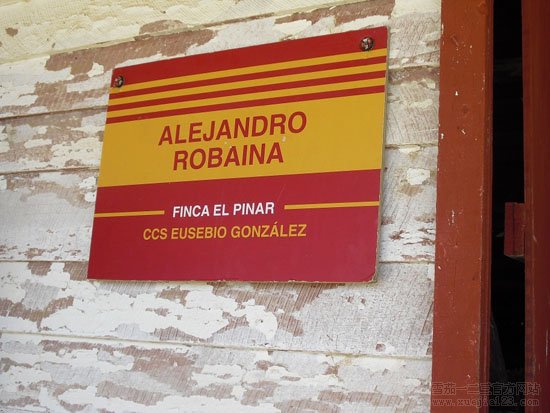 ALEJANDRO
ROBAINA
FINCA EL PINAR
CCS EUSEBIO GONZÁLEZ